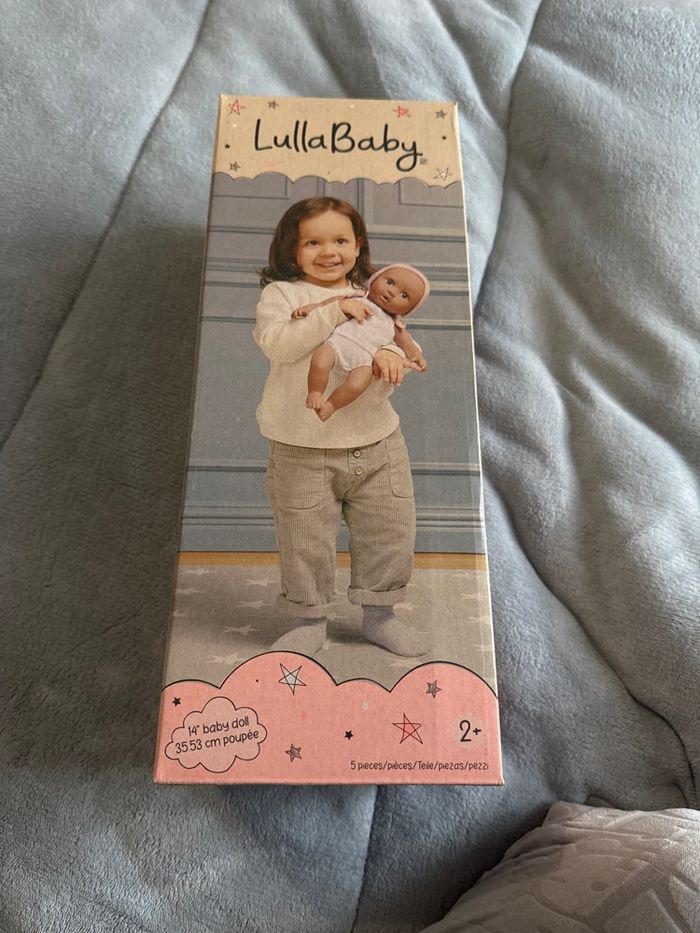 LullaBaby
14" baby doll
35.53 cm poupée
2+
5 pieces/pièces/Teile/piezas/pezzi